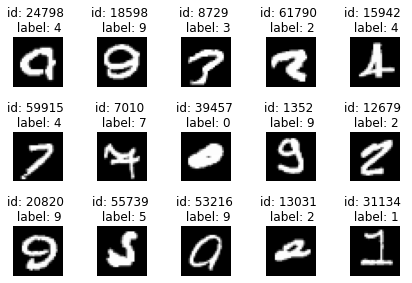 id: 24798 id: 18598 id: 8729 id: 61790 id: 15942
label: 4 label: 9 label: 3 label: 2 label: 4
id: 59915 id: 7010 id: 39457 id: 1352 id: 12679
label: 4 label: 7 label: 0 label: 9 label: 2
id: 20820 id: 55739 id: 53216 id: 13031 id: 31134
label: 9 label: 5 label: 9 label: 2 label: 1